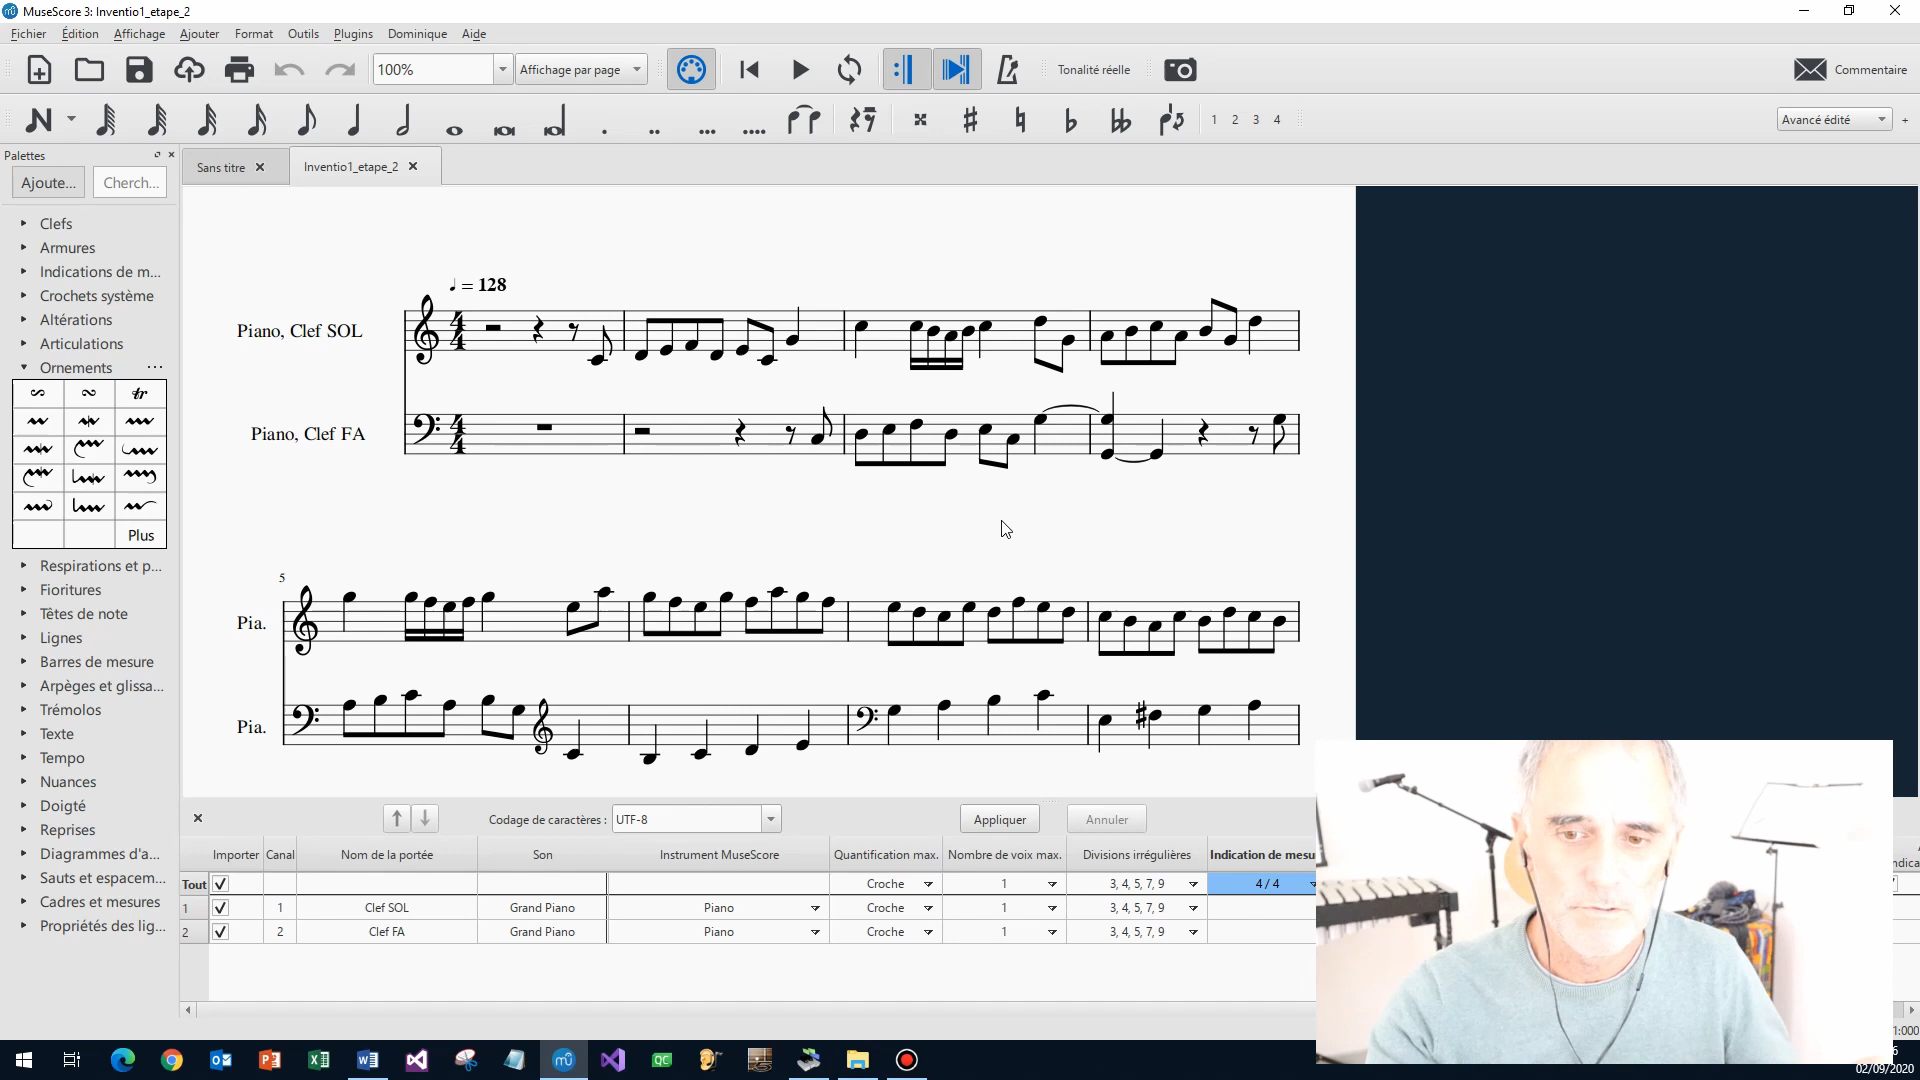 MuseScore 3: Inventio1_etape_2
Fichier Édition Affichage Ajouter Format Outils Plugins Dominique Aide
100% Affichage par page Tonalité réelle Commentaire
1 2 3 4 Avancé édité +
Palettes
Ajoute... Cherch...
Sans titre Inventio1_etape_2
Clefs
Armures
Indications de m...
Crochets système
Altérations
Articulations
Ornements ...
tr
Plus
Respirations et p...
Fioritures
Têtes de note
Lignes
Barres de mesure
Arpèges et glissa...
Trémolos
Texte
Tempo
Nuances
Doigté
Reprises
Diagrammes d'a...
Sauts et espacem...
Cadres et mesures
Propriétés des lig...
= 128
Piano, Clef SOL
4
4
Piano, Clef FA
4
4
5
Pia.
Pia.
Codage de caractères : UTF-8 Appliquer Annuler
Importer Canal Nom de la portée Son Instrument MuseScore Quantification max. Nombre de voix max. Divisions irrégulières Indication de mesu
Tout Croche 1 3, 4, 5, 7, 9 4 / 4
1 1 Clef SOL Grand Piano Piano Croche 1 3, 4, 5, 7, 9
2 2 Clef FA Grand Piano Piano Croche 1 3, 4, 5, 7, 9
1:000
02/09/2020